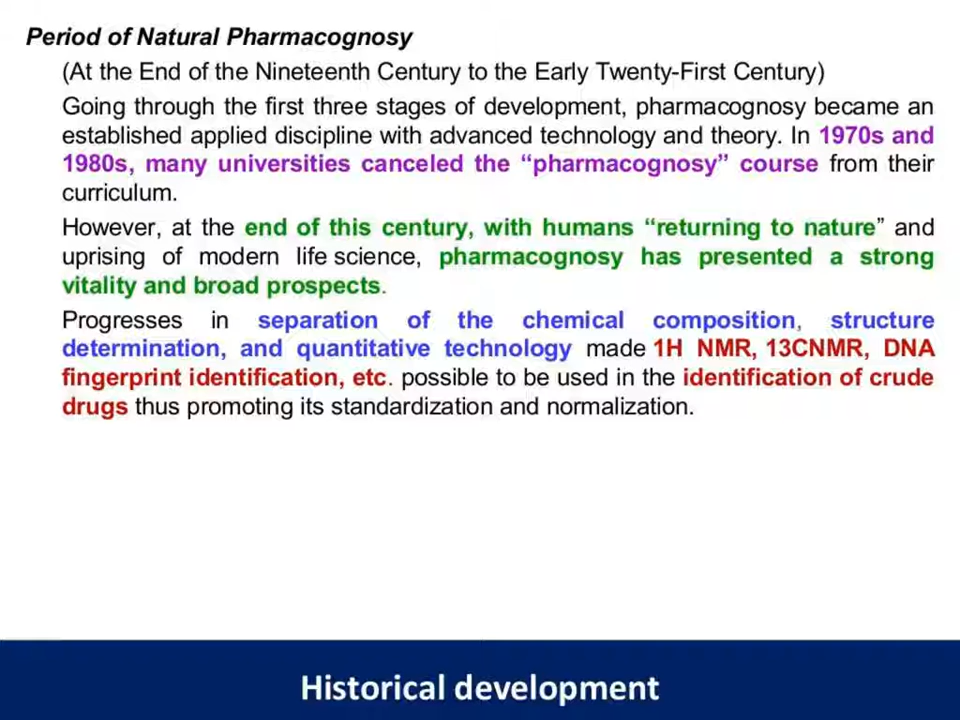 Period of Natural Pharmacognosy
(At the End of the Nineteenth Century to the Early Twenty-First Century)
Going through the first three stages of development, pharmacognosy became an
established applied discipline with advanced technology and theory. In 1970s and
1980s, many universities canceled the “pharmacognosy” course from their
curriculum.
However, at the end of this century, with humans “returning to nature” and
uprising of modern life science, pharmacognosy has presented a strong
vitality and broad prospects.
Progresses in separation of the chemical composition, structure
determination, and quantitative technology made 1H NMR, 13CNMR, DNA
fingerprint identification, etc. possible to be used in the identification of crude
drugs thus promoting its standardization and normalization.
Historical development